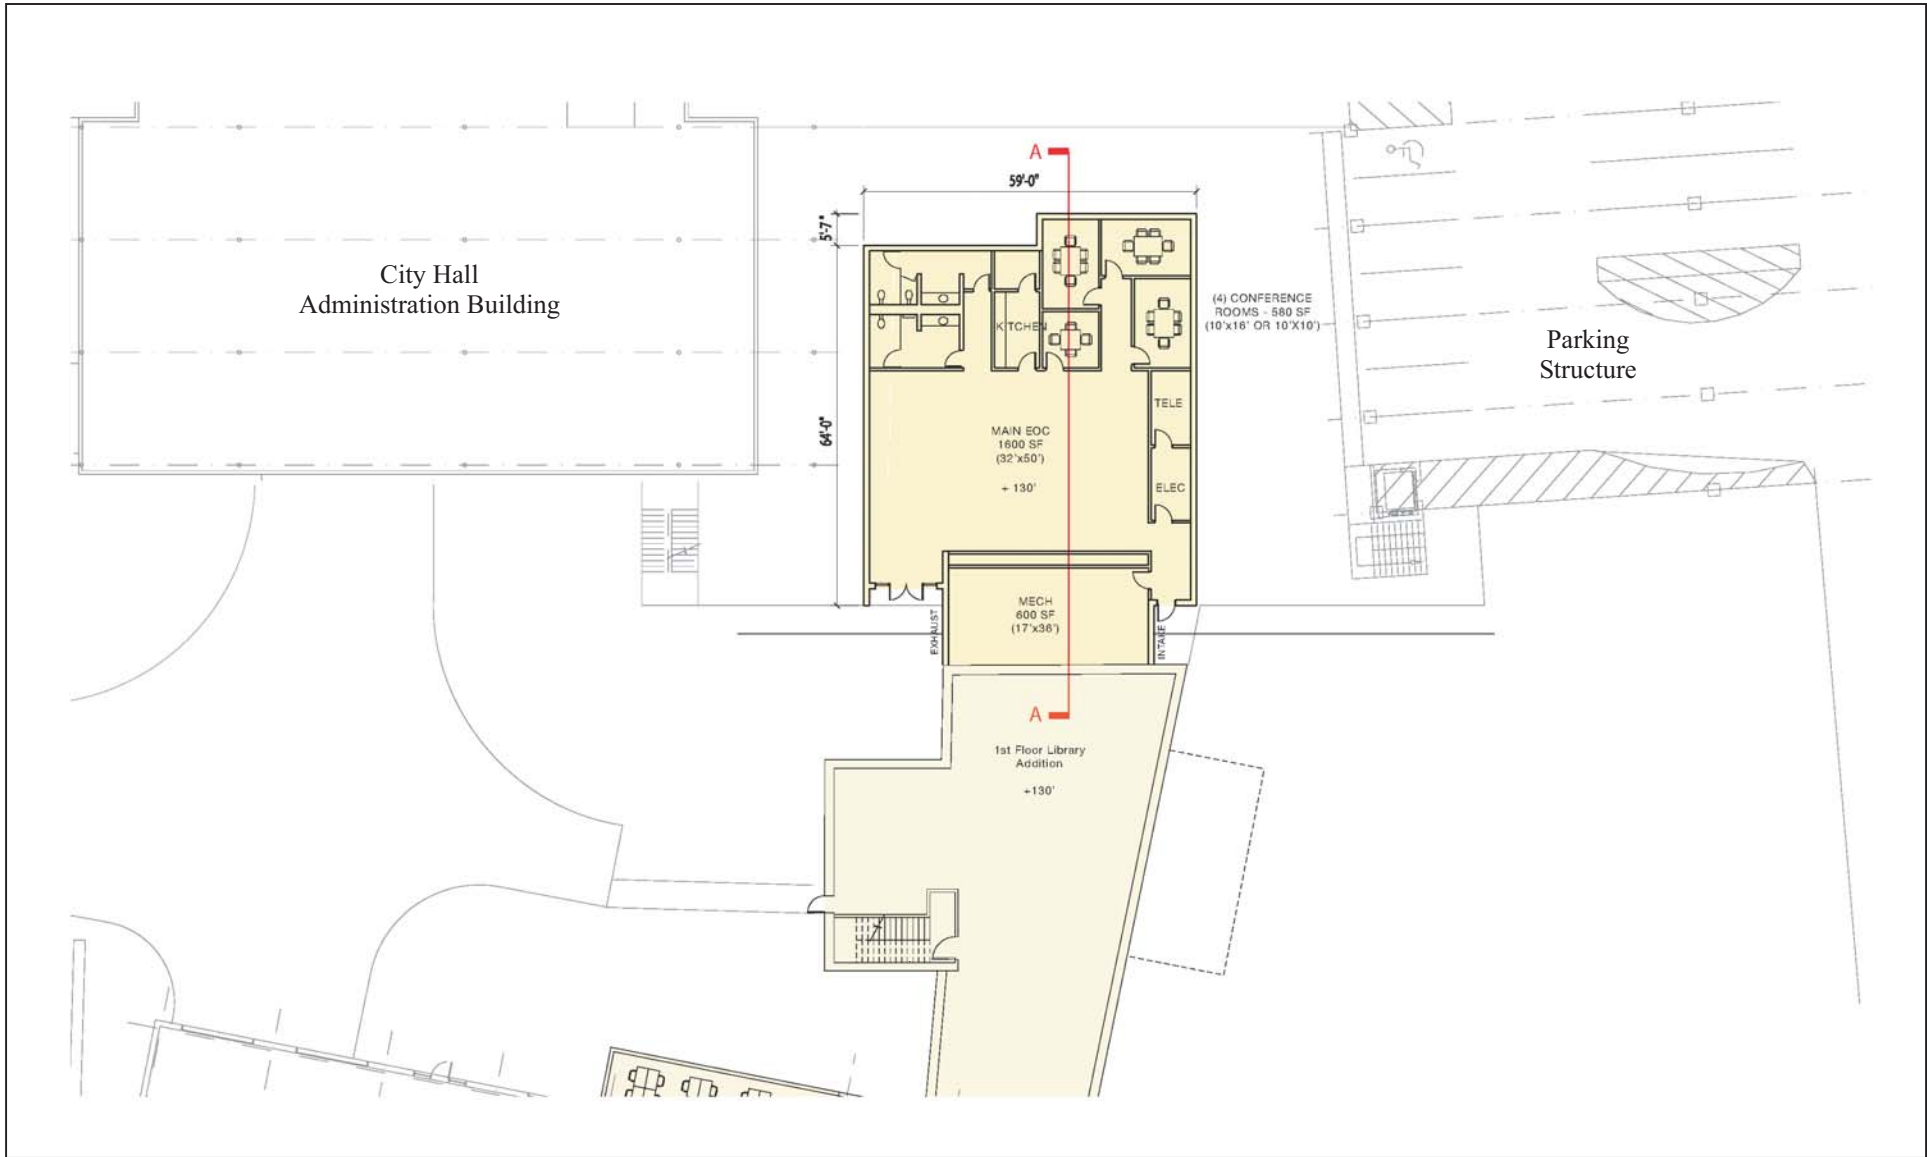 A
59'-0"
5'-7"
City Hall
Administration Building
(4) CONFERENCE
ROOMS - 580 SF
(10'x16' OR 10'X10')
KITCHEN
Parking
Structure
TELE
MAIN EOC
1600 SF
(32'x50')
+ 130'
64'-0"
ELEC
MECH
600 SF
(17'x36')
EXHAUST
INTAKE
A
1st Floor Library
Addition
+130'